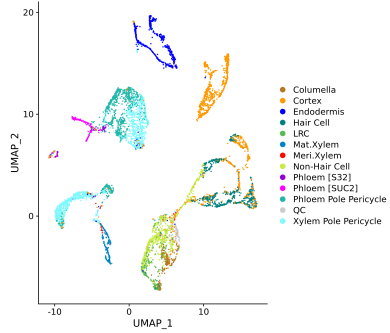 20
10
0
UMAP_2
-10
0
10
UMAP_1
Columella
Cortex
Endodermis
Hair Cell
LRC
Mat.Xylem
Meri.Xylem
Non-Hair Cell
Phloem [S32]
Phloem [SUC2]
Phloem Pole Pericycle
QC
Xylem Pole Pericycle